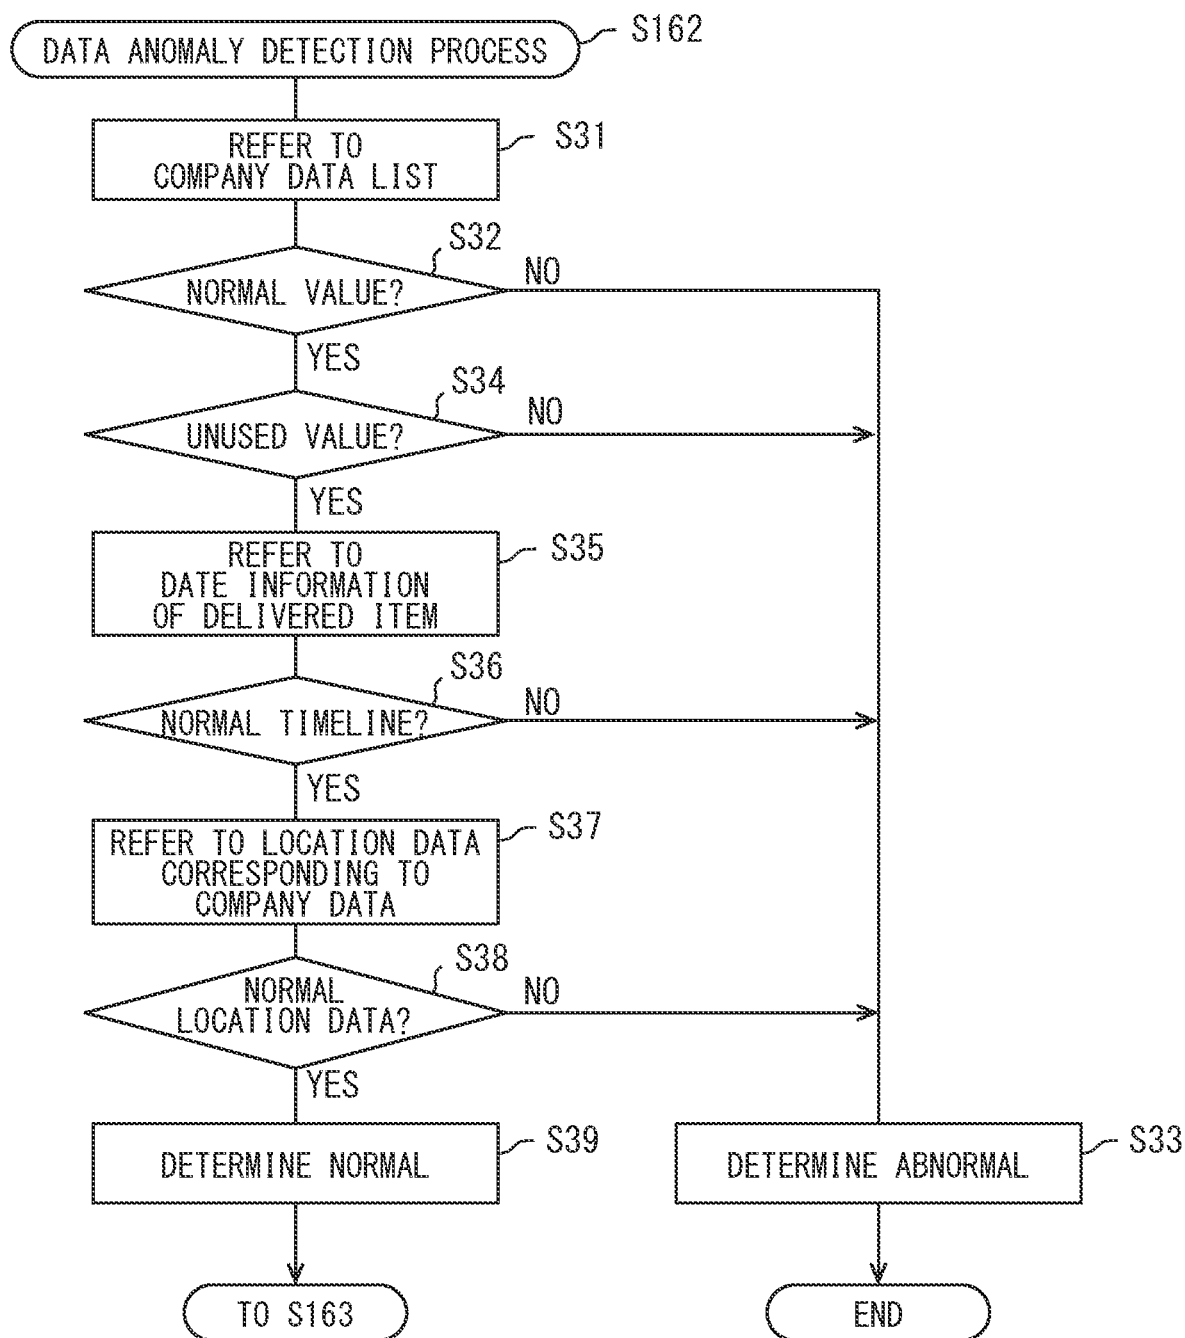 DATA ANOMALY DETECTION PROCESS
S162
REFER TO
COMPANY DATA LIST
S31
S32
NORMAL VALUE?
NO
YES
S34
UNUSED VALUE?
NO
YES
REFER TO
DATE INFORMATION
OF DELIVERED ITEM
S35
S36
NORMAL TIMELINE?
NO
YES
REFER TO LOCATION DATA
CORRESPONDING TO
COMPANY DATA
S37
S38
NORMAL
LOCATION DATA?
NO
YES
DETERMINE NORMAL
S39
DETERMINE ABNORMAL
S33
TO S163
END